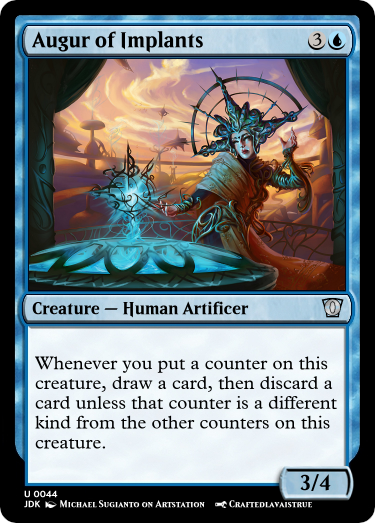 Augur of Implants 3
Creature — Human Artificer
Whenever you put a counter on this
creature, draw a card, then discard a
card unless that counter is a different
kind from the other counters on this
creature.
3/4
U 0044
JDK Michael Sugianto on Artstation Craftedlavaistrue